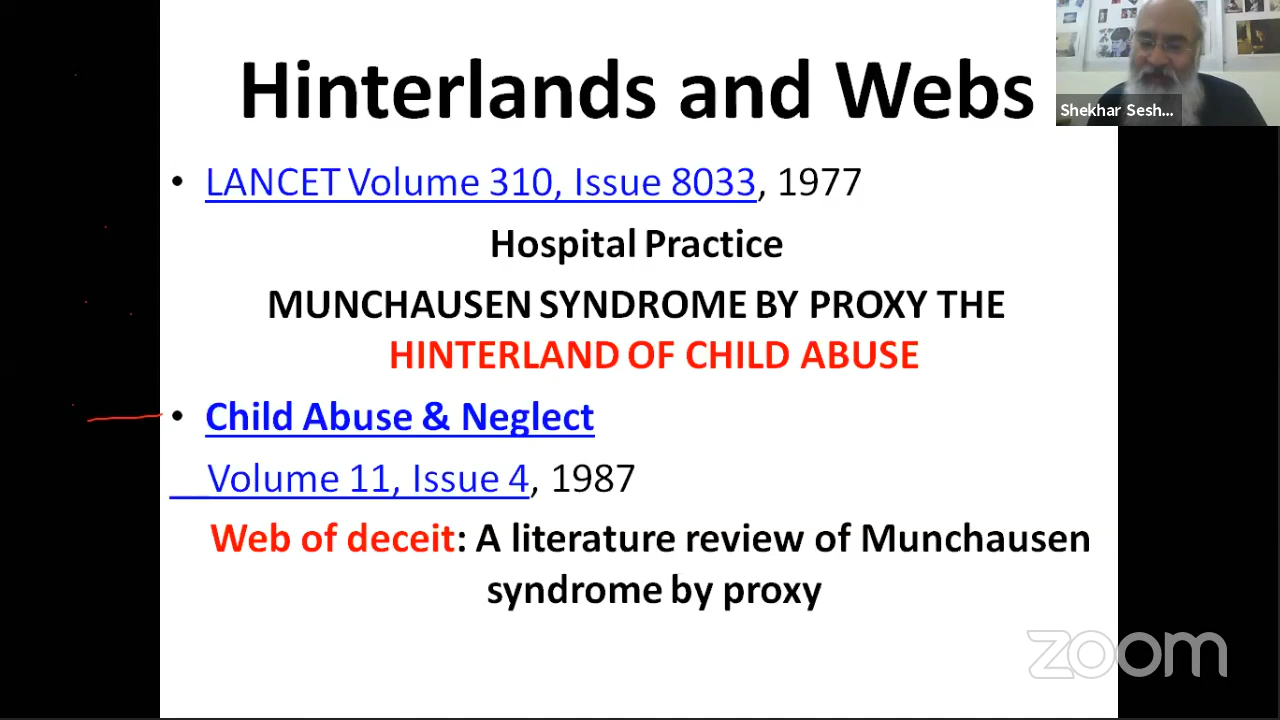 Hinterlands and Webs
Shekhar Sesh...
• LANCET Volume 310, Issue 8033, 1977
Hospital Practice
MUNCHAUSEN SYNDROME BY PROXY THE
HINTERLAND OF CHILD ABUSE
• Child Abuse & Neglect
Volume 11, Issue 4, 1987
Web of deceit: A literature review of Munchausen
syndrome by proxy
zoom